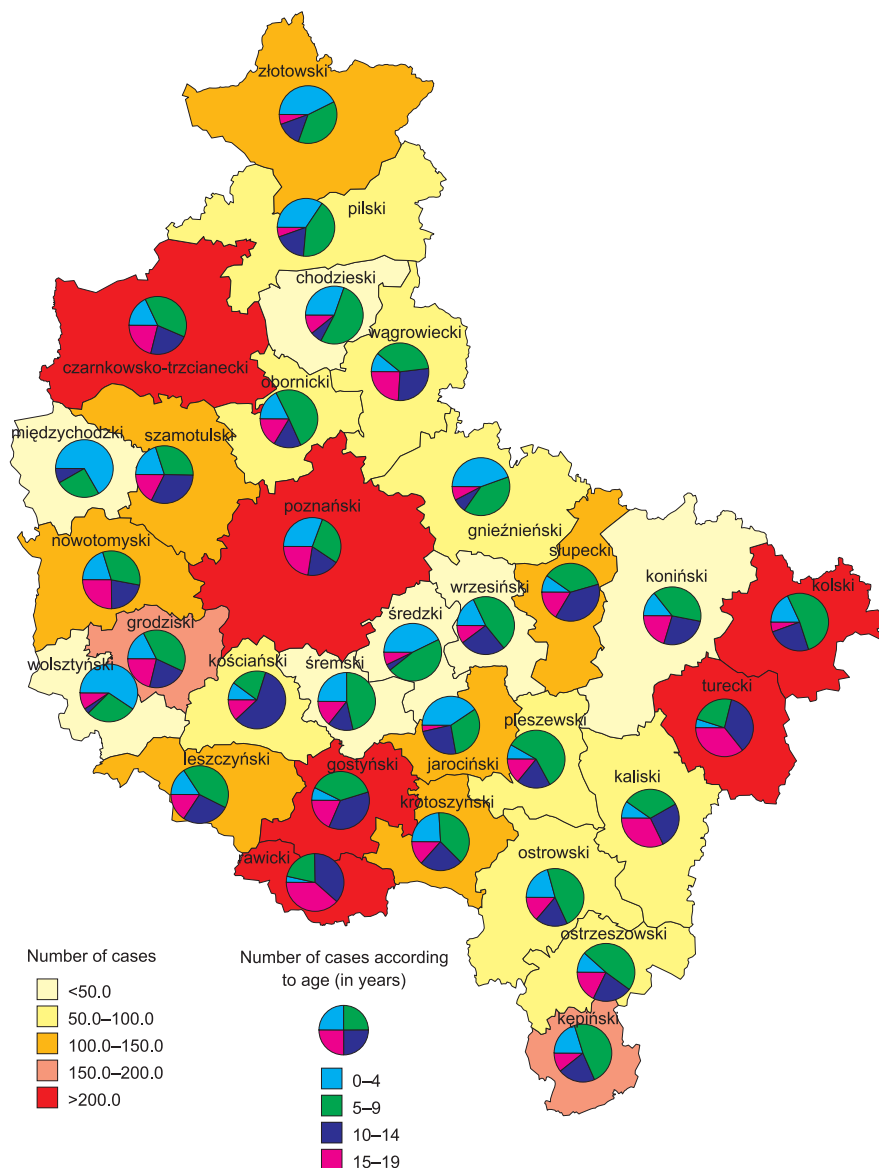 złotowski
pilski
chodzieski
wągrowiecki
czarnkowsko-trzcianecki
obornicki
międzychodzki
szamotulski
poznański
gnieźnieński
nowotomyski
słupecki
koniński
kolski
wrzesiński
średzki
grodziski
wolsztyński
kościański
śremski
turecki
pleszewski
jarociński
leszczyński
gostyński
kaliski
krotoszyński
rawicki
ostrowski
ostrzeszowski
kępiński
Number of cases
<50.0
50.0–100.0
100.0–150.0
150.0–200.0
>200.0
Number of cases according
to age (in years)
0–4
5–9
10–14
15–19